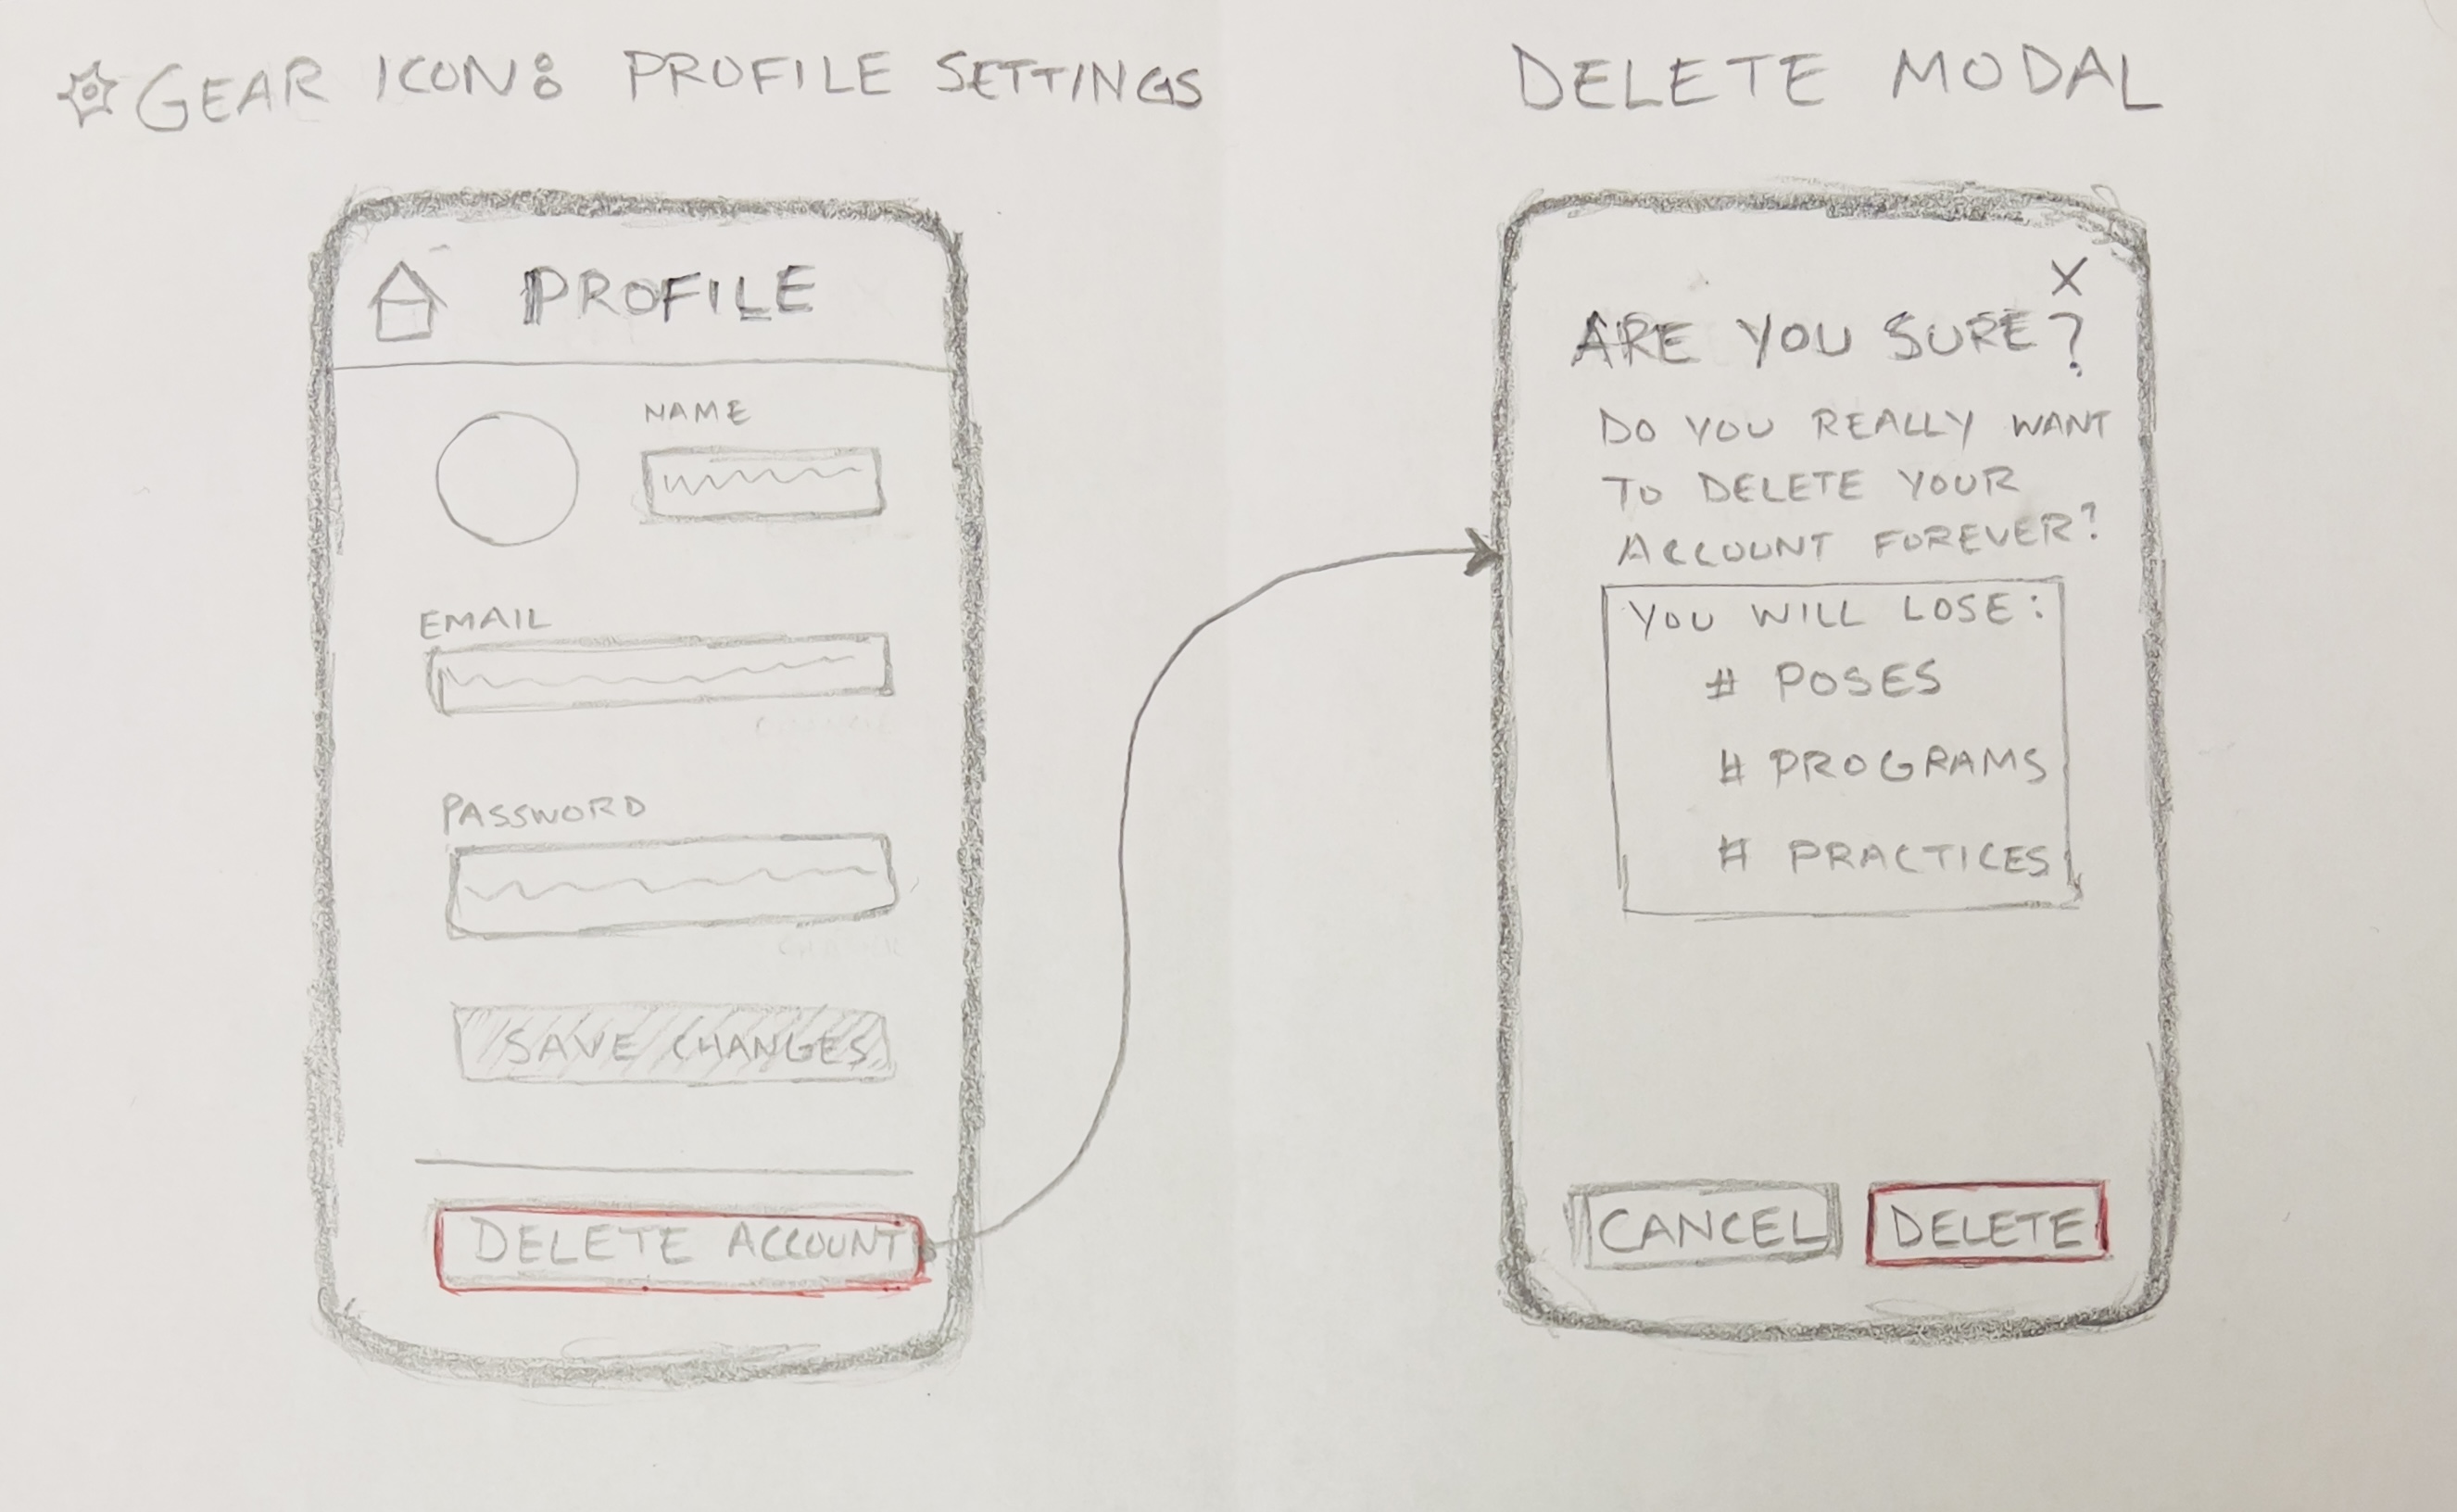 GEAR ICON: PROFILE SETTINGS
PROFILE
NAME
EMAIL
PASSWORD
SAVE CHANGES
DELETE ACCOUNT
DELETE MODAL
X
ARE YOU SURE?
DO YOU REALLY WANT
TO DELETE YOUR
ACCOUNT FOREVER?
YOU WILL LOSE:
# POSES
# PROGRAMS
# PRACTICES
CANCEL
DELETE